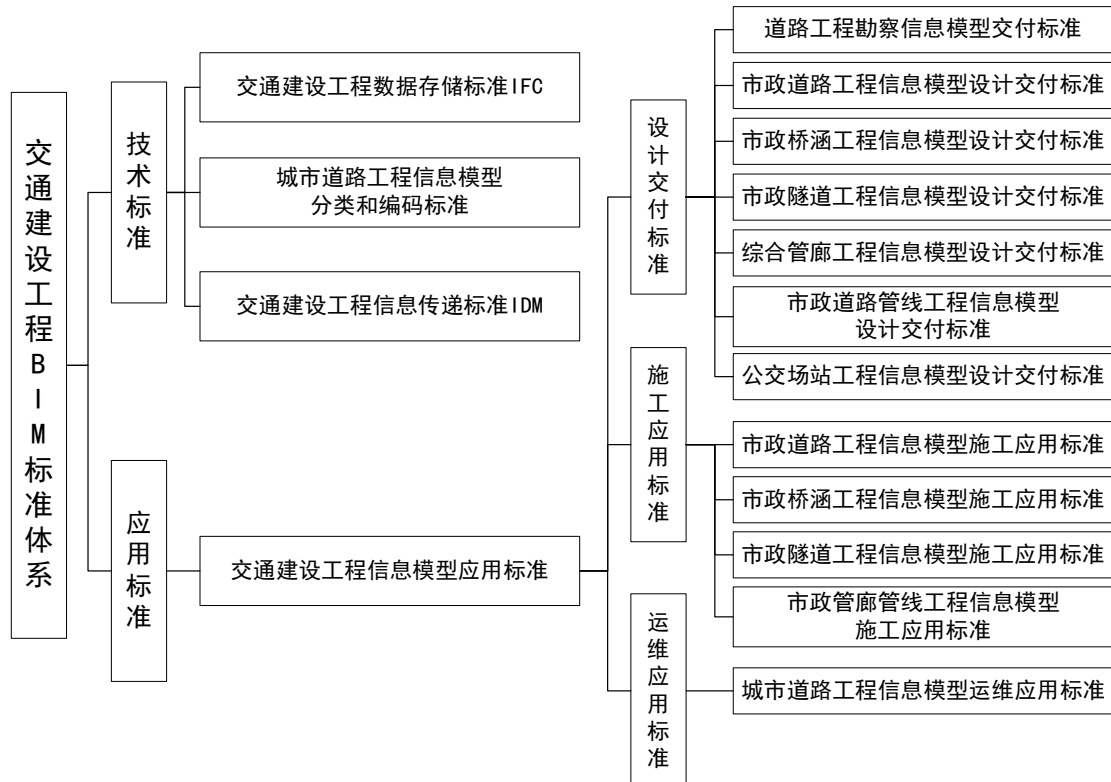 交通建设工程BIM标准体系
技术标准
交通建设工程数据存储标准IFC
城市道路工程信息模型
分类和编码标准
交通建设工程信息传递标准IDM
应用标准
交通建设工程信息模型应用标准
设计交付标准
道路工程勘察信息模型交付标准
市政道路工程信息模型设计交付标准
市政桥涵工程信息模型设计交付标准
市政隧道工程信息模型设计交付标准
综合管廊工程信息模型设计交付标准
市政道路管线工程信息模型
设计交付标准
公交场站工程信息模型设计交付标准
施工应用标准
市政道路工程信息模型施工应用标准
市政桥涵工程信息模型施工应用标准
市政隧道工程信息模型施工应用标准
市政管廊管线工程信息模型
施工应用标准
运维应用标准
城市道路工程信息模型运维应用标准